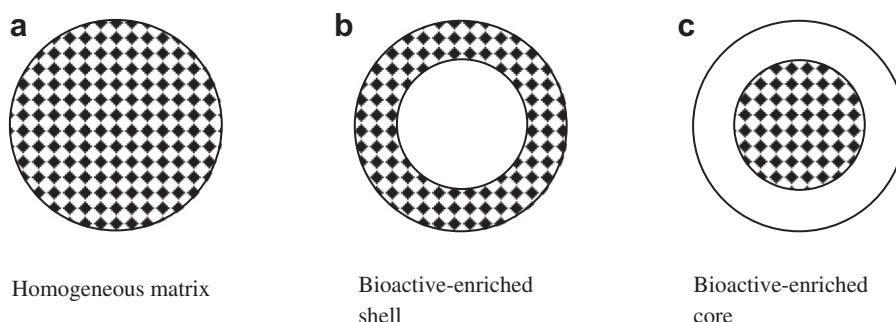 a b c
Homogeneous matrix Bioactive-enriched Bioactive-enriched
shell core